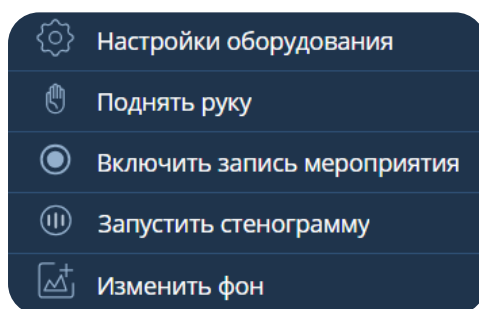 Настройки оборудования
Поднять руку
Включить запись мероприятия
Запустить стенограмму
Изменить фон